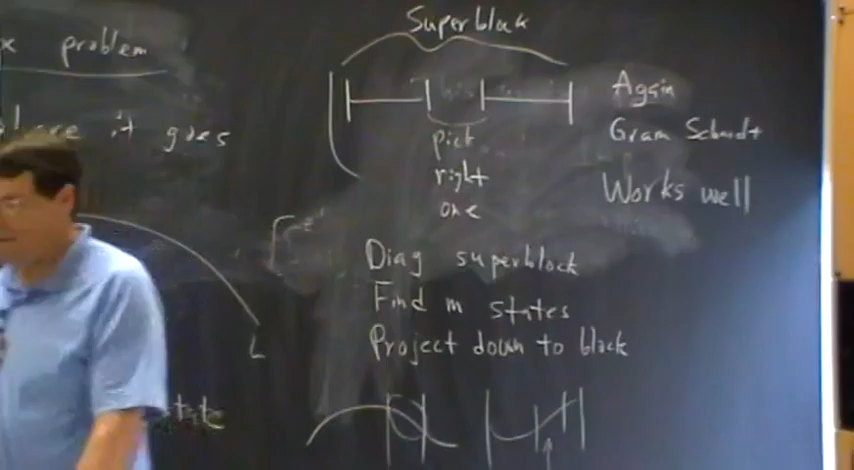 problem
it goes
L
Superblock
pick
right
one
Again
Gram Schmidt
Works well
Diag superblock
Find m states
Project down to block
state